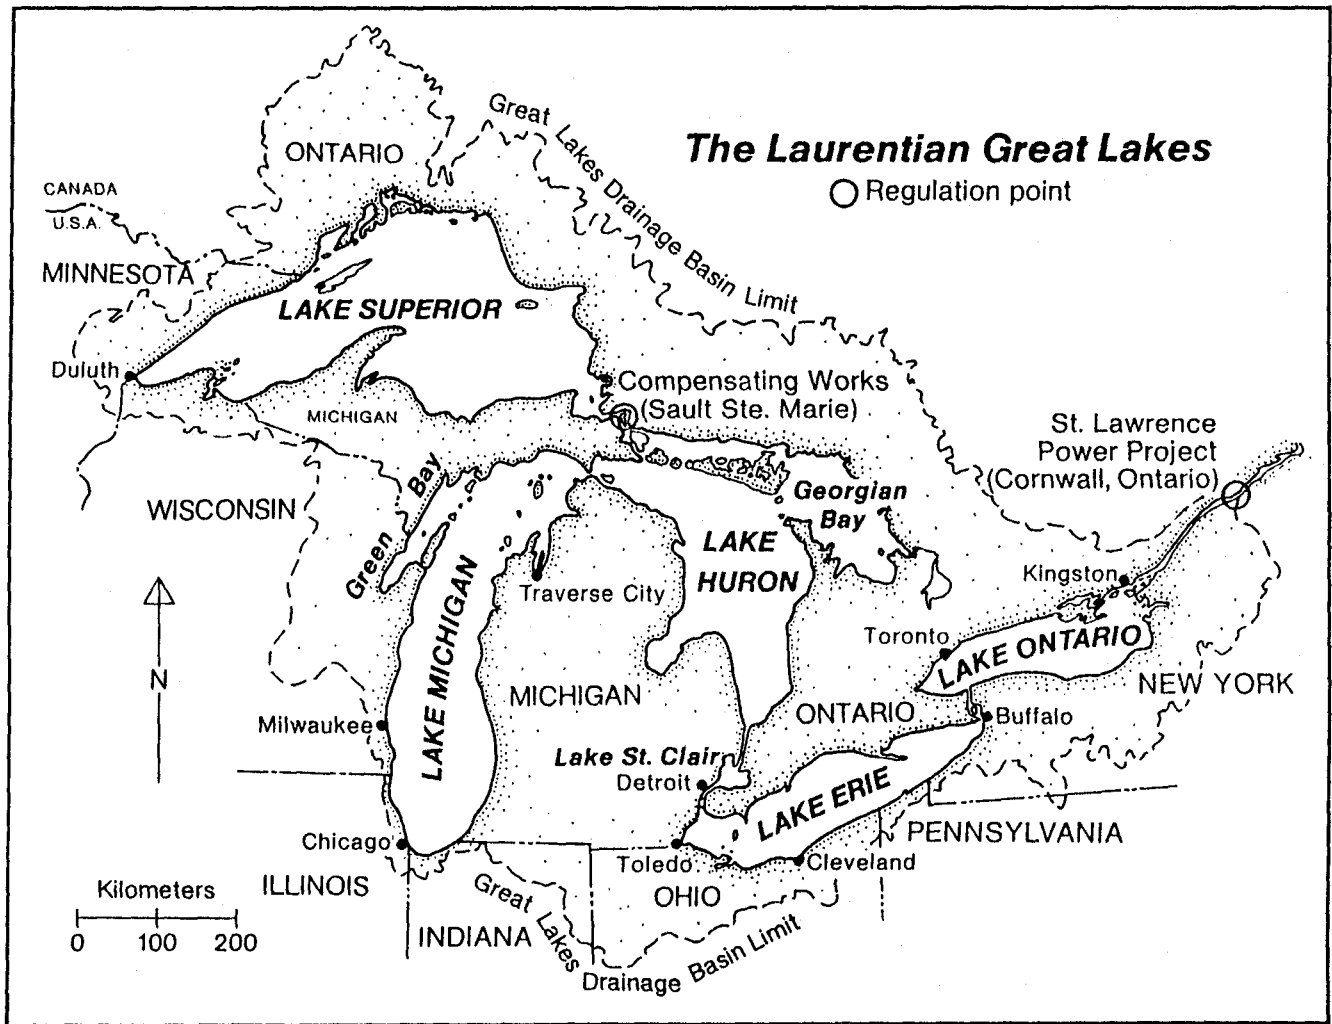 The Laurentian Great Lakes
Regulation point
Great Lakes Drainage Basin Limit
ONTARIO
CANADA
U.S.A.
MINNESOTA
LAKE SUPERIOR
Duluth
MICHIGAN
Compensating Works
(Sault Ste. Marie)
St. Lawrence
Power Project
(Cornwall, Ontario)
WISCONSIN
Green Bay
Georgian
Bay
LAKE
HURON
LAKE MICHIGAN
Traverse City
Kingston
Toronto
LAKE ONTARIO
N
MICHIGAN
NEW YORK
Milwaukee
ONTARIO
Buffalo
Lake St. Clair
Detroit
LAKE ERIE
Chicago
Toledo
Cleveland
PENNSYLVANIA
Kilometers
0 100 200
ILLINOIS
INDIANA
OHIO
Great Lakes Drainage Basin Limit